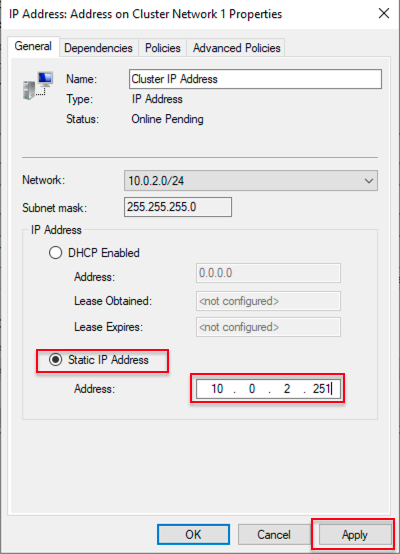 IP Address: Address on Cluster Network 1 Properties
General Dependencies Policies Advanced Policies
Name: Cluster IP Address
Type: IP Address
Status: Online Pending
Network: 10.0.2.0/24
Subnet mask: 255.255.255.0
IP Address
DHCP Enabled
Address: 0.0.0.0
Lease Obtained: <not configured>
Lease Expires: <not configured>
Static IP Address
Address: 10 . 0 . 2 . 251
OK Cancel Apply